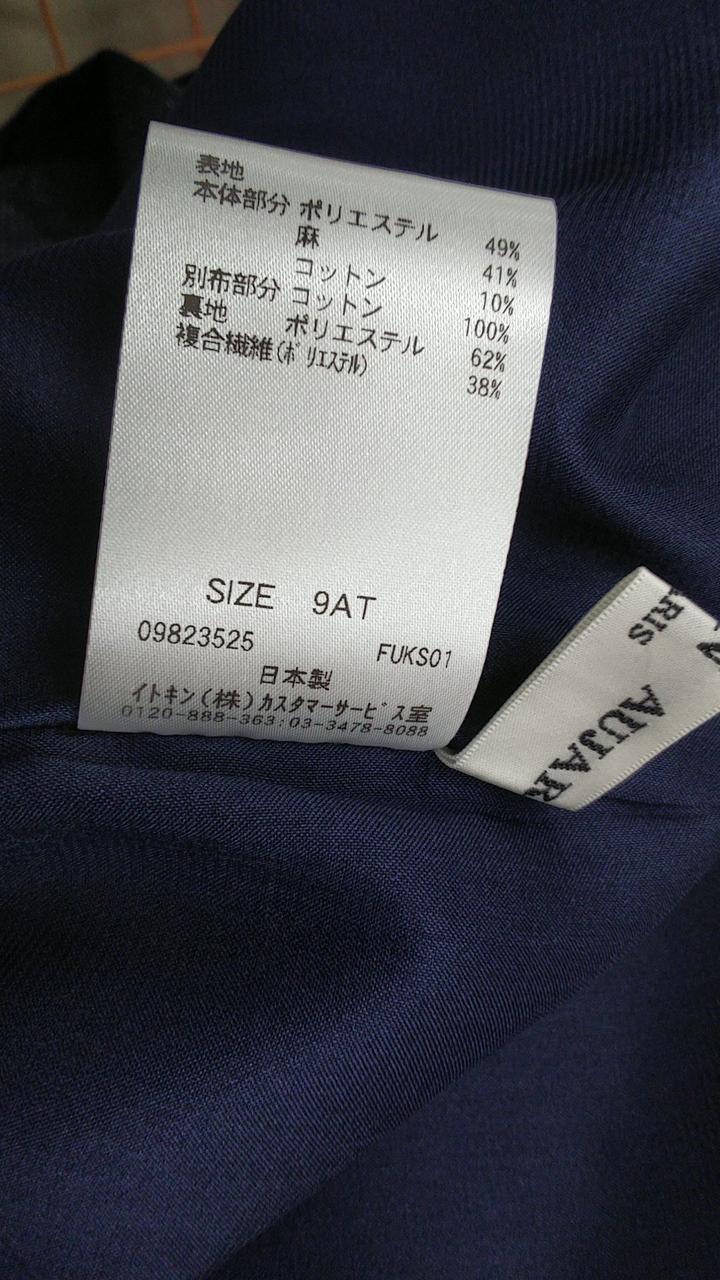 表地
本体部分 ポリエステル 49%
麻 41%
コットン 10%
別布部分 コットン 100%
裏地 ポリエステル 62%
複合繊維(ポリエステル) 38%
SIZE 9AT
09823525 FUKS01
日本製
イトキン(株)カスタマーサービス室
0120-888-363:03-3478-8088
AUJAR
ARIS